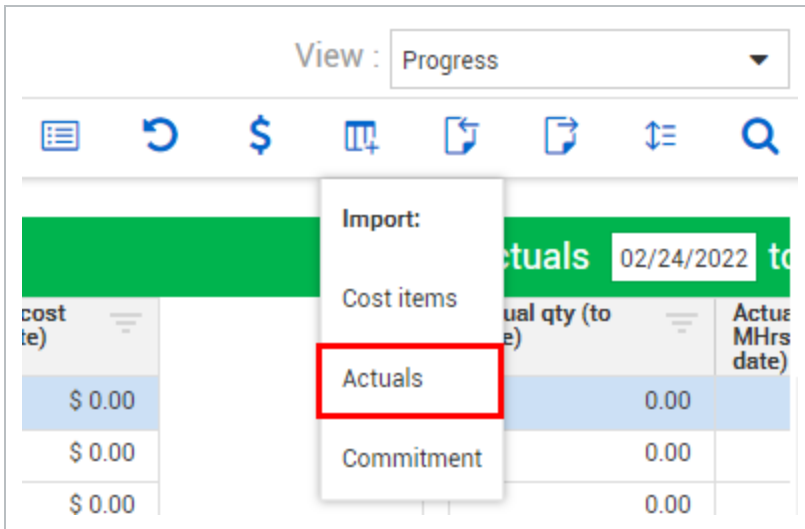 View : Progress
$
Import:
ctuals 02/24/2022 to
Cost items
cost
te)
ual qty (to
e)
Actua
MHrs
date)
Actuals
$ 0.00 0.00
Commitment
$ 0.00 0.00
$ 0.00 0.00